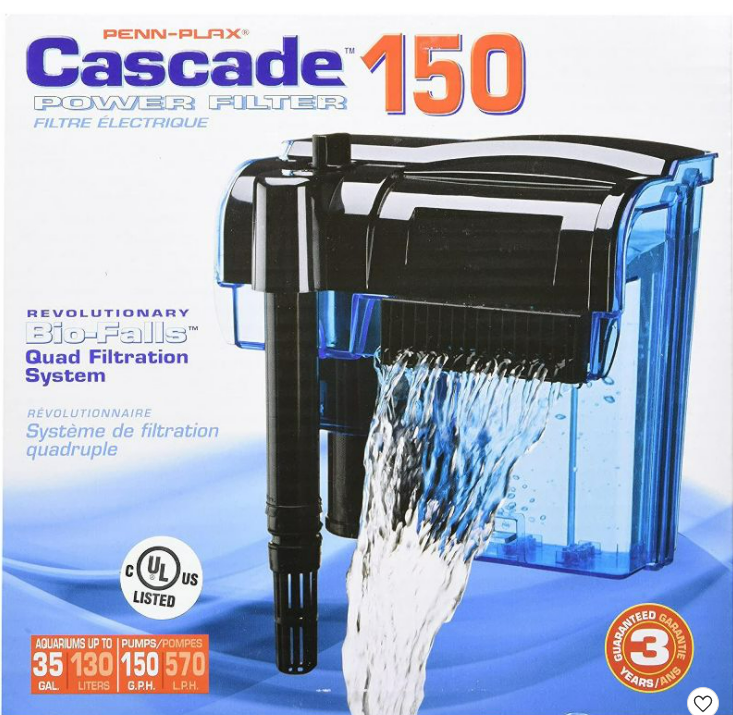 PENN-PLAX®
Cascade™ 150
POWER FILTER
FILTRE ÉLECTRIQUE
REVOLUTIONARY
Bio-Falls™
Quad Filtration
System
RÉVOLUTIONNAIRE
Système de filtration
quadruple
C UL US
LISTED
AQUARIUMS UP TO PUMPS/POMPES
35 130 150 570
GAL. LITERS G.P.H. L.P.H.
GUARANTEED GARANTIE
3
YEARS/ANS